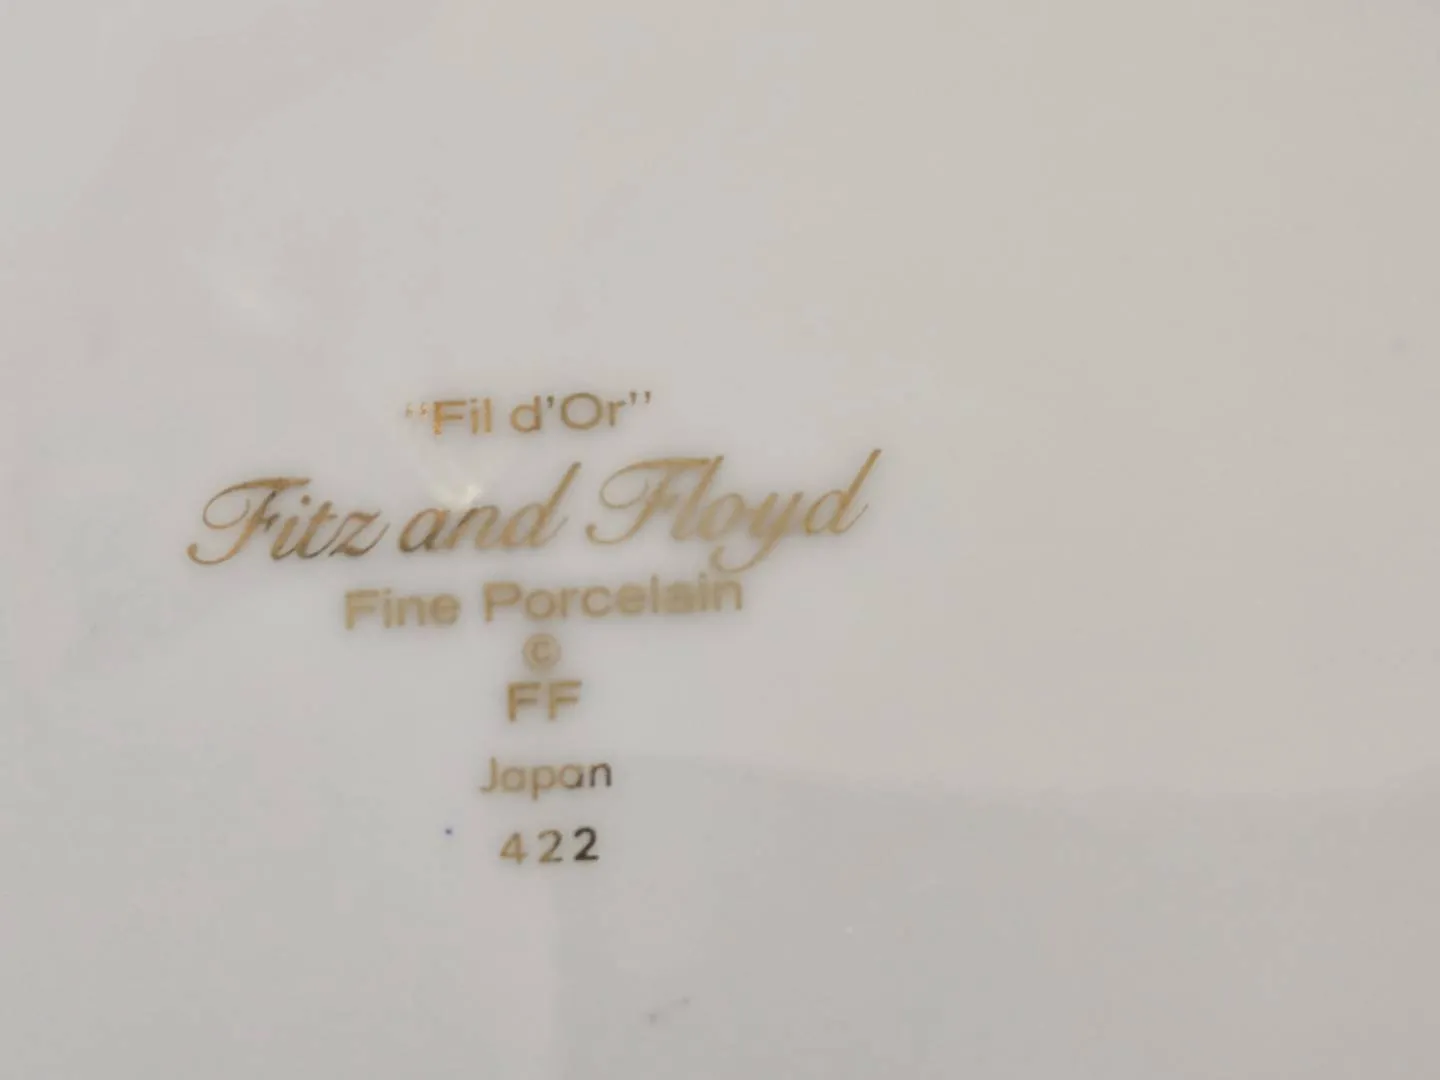 “Fil d’Or”
Fitz and Floyd
Fine Porcelain
©
FF
Japan
422